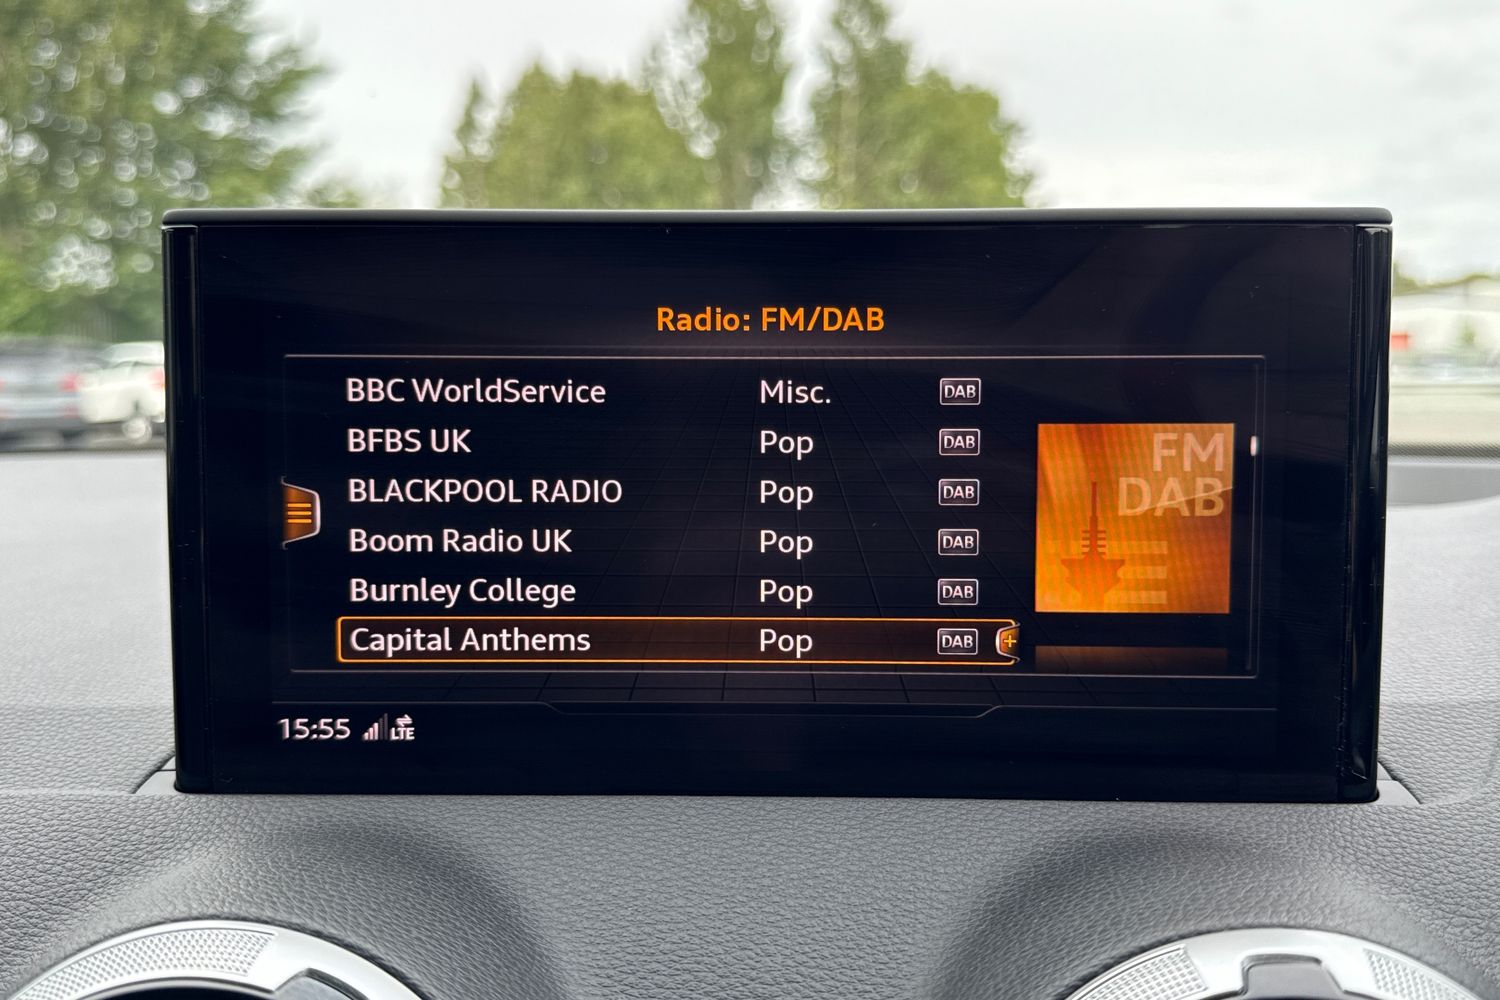 Radio: FM/DAB
BBC WorldService Misc. DAB
BFBS UK Pop DAB
BLACKPOOL RADIO Pop DAB
Boom Radio UK Pop DAB
Burnley College Pop DAB
Capital Anthems Pop DAB +
FM
DAB
15:55 LTE